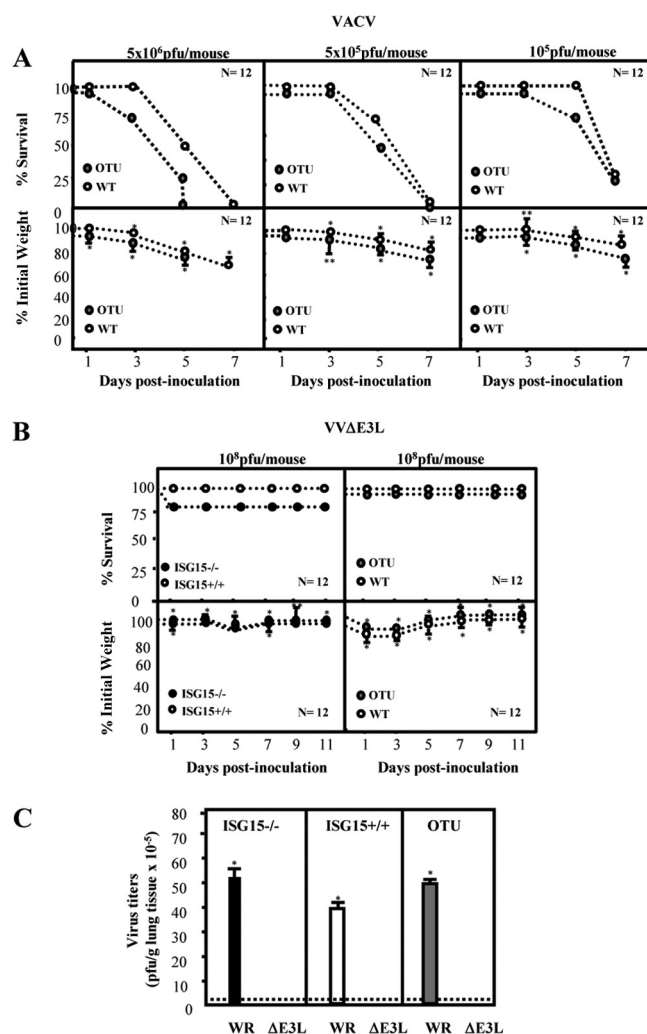 VACV
A
5x10⁶pfu/mouse 5x10⁵pfu/mouse 10⁵pfu/mouse
% Survival
100
75
50
25
0
N= 12
OTU
WT
N= 12
OTU
WT
N= 12
OTU
WT
% Initial Weight
100
80
60
40
20
0
N= 12
OTU
WT
N= 12
OTU
WT
N= 12
OTU
WT
1 3 5 7 1 3 5 7 1 3 5 7
Days post-inoculation Days post-inoculation Days post-inoculation
B
VVΔE3L
10⁸pfu/mouse 10⁸pfu/mouse
% Survival
100
75
50
25
0
ISG15-/-
ISG15+/+
N= 12
OTU
WT
N= 12
% Initial Weight
100
80
60
40
20
0
ISG15-/-
ISG15+/+
N= 12
OTU
WT
N= 12
1 3 5 7 9 11 1 3 5 7 9 11
Days post-inoculation Days post-inoculation
C
Virus titers
(pfu/g lung tissue x 10⁻⁵)
80
70
60
50
40
30
20
10
0
ISG15-/- ISG15+/+ OTU
* * *
WR ΔE3L WR ΔE3L WR ΔE3L